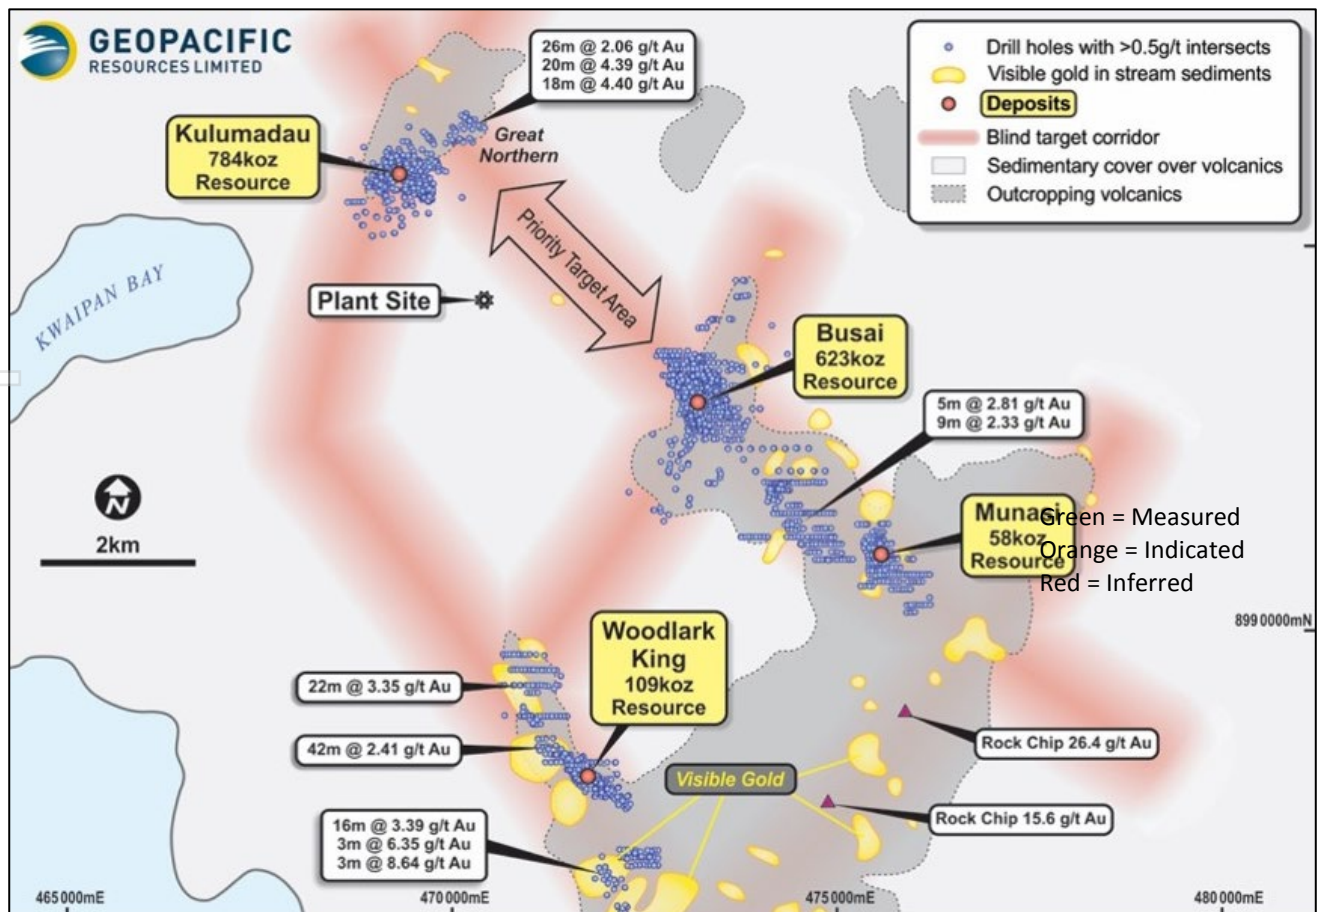 GEOPACIFIC
RESOURCES LIMITED
26m @ 2.06 g/t Au
20m @ 4.39 g/t Au
18m @ 4.40 g/t Au
Drill holes with >0.5g/t intersects
Visible gold in stream sediments
Deposits
Blind target corridor
Sedimentary cover over volcanics
Outcropping volcanics
Kulumadau
784koz
Resource
Great
Northern
Priority Target Area
KWAIPAN BAY
Plant Site
Busai
623koz
Resource
5m @ 2.81 g/t Au
9m @ 2.33 g/t Au
N
2km
Munasi
58koz
Resource
Green = Measured
Orange = Indicated
Red = Inferred
8990000mN
Woodlark
King
109koz
Resource
22m @ 3.35 g/t Au
42m @ 2.41 g/t Au
Rock Chip 26.4 g/t Au
Visible Gold
Rock Chip 15.6 g/t Au
16m @ 3.39 g/t Au
3m @ 6.35 g/t Au
3m @ 8.64 g/t Au
465000mE
470000mE
475000mE
480000mE